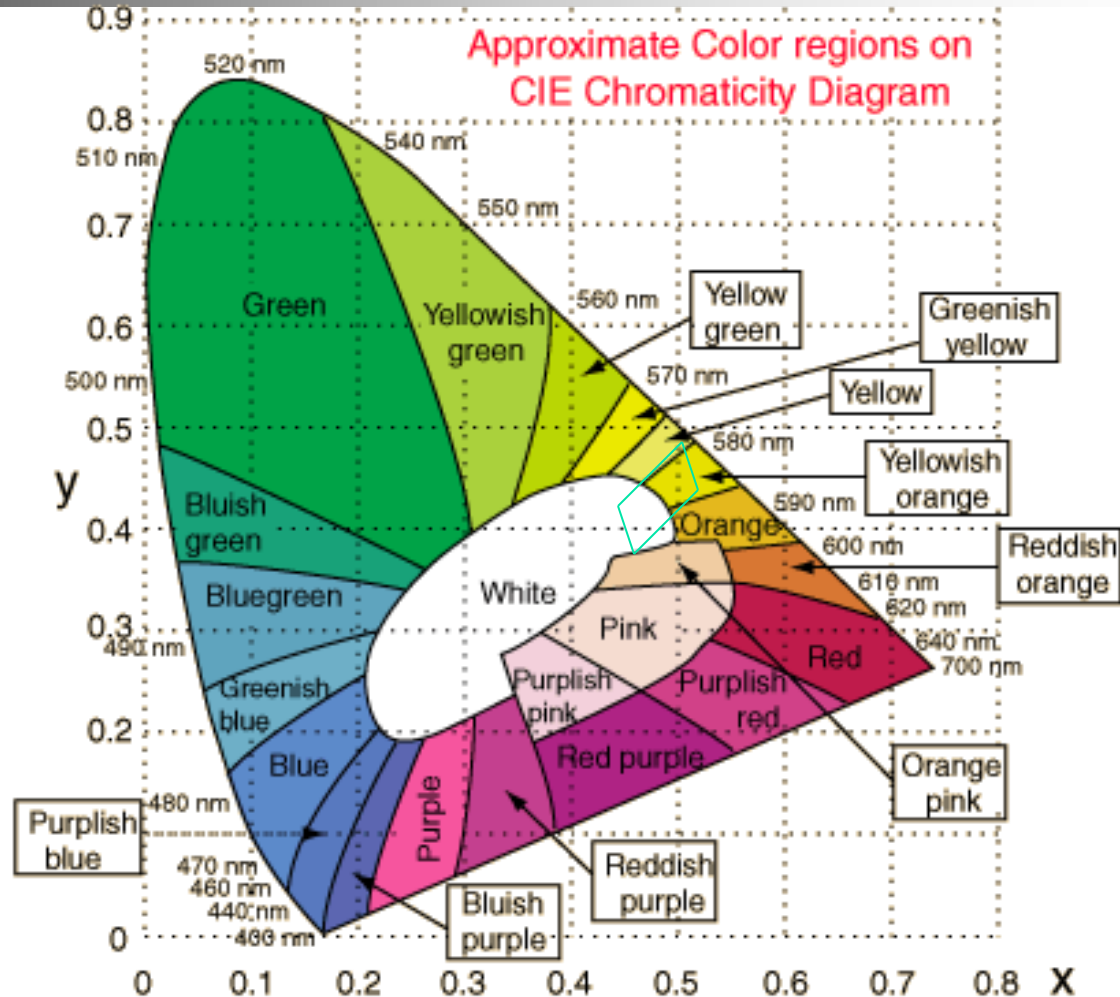 0.9
Approximate Color regions on
CIE Chromaticity Diagram
520 nm
0.8
540 nm
510 nm
550 nm
0.7
560 nm
Yellow
green
Greenish
yellow
Green
Yellowish
green
0.6
570 nm
500 nm
Yellow
0.5
580 nm
y
Yellowish
orange
Bluish
green
590 nm
0.4
Orange
600 nm
Reddish
orange
Bluegreen
White
610 nm
620 nm
0.3
Pink
490 nm
640 nm
Red
700 nm
Greenish
blue
Purplish
pink
Purplish
red
0.2
Blue
Red purple
Orange
pink
480 nm
Purplish
blue
Purple
470 nm
460 nm
440 nm
400 nm
Reddish
purple
Bluish
purple
0
0
0.1
0.2
0.3
0.4
0.5
0.6
0.7
0.8
x